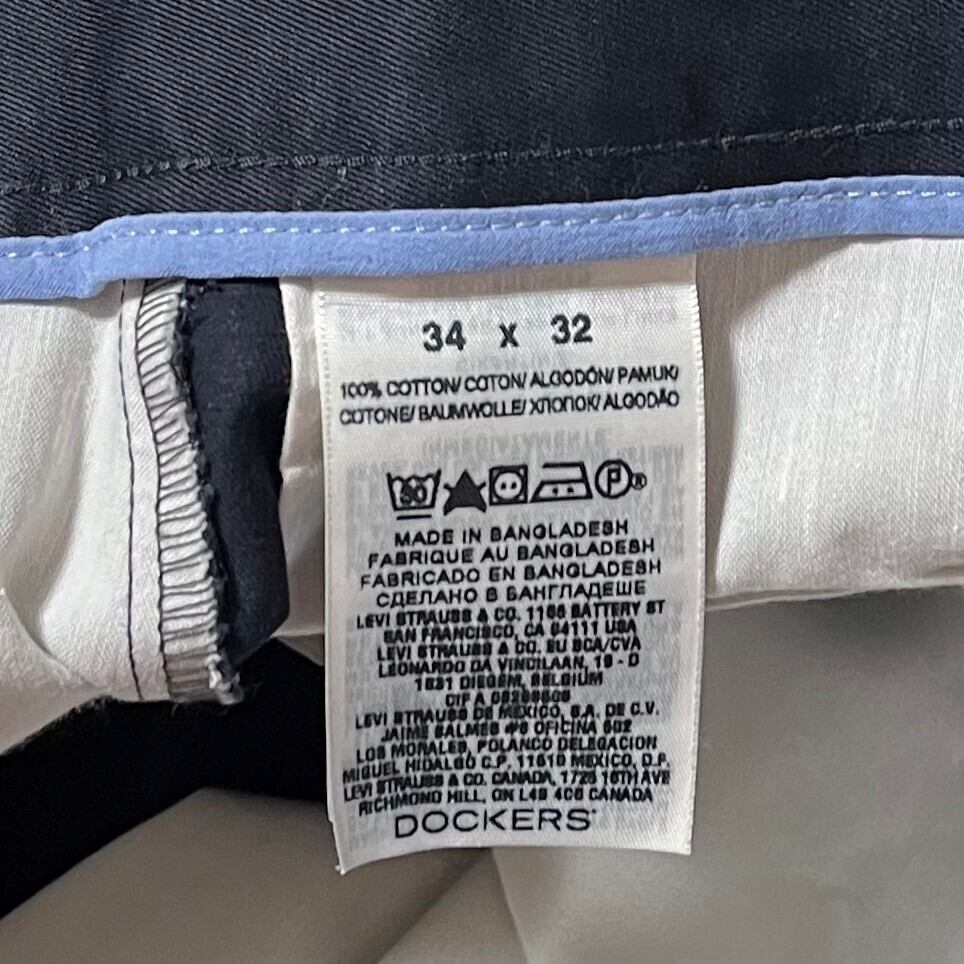 34 x 32
100% COTTON/ COTON/ ALGODÓN/ PAMUK/
COTONE/ BAUMWOLLE/ ХЛОПОК/ ALGODÃO
30
P ®
MADE IN BANGLADESH
FABRIQUE AU BANGLADESH
FABRICADO EN BANGLADESH
СДЕЛАНО В БАНГЛАДЕШЕ
LEVI STRAUSS & CO. 1155 BATTERY ST
SAN FRANCISCO, CA 94111 USA
LEVI STRAUSS & CO. EU BCA/CVA
LEONARDO DA VINCILAAN, 19 - D
1831 DIEGEM, BELGIUM
CIF A
LEVI STRAUSS DE MEXICO, S.A. DE C.V.
JAIME BALMES #8 OFICINA 602
LOS MORALES, POLANCO DELEGACION
MIGUEL HIDALGO C.P. 11510 MEXICO, D.F.
LEVI STRAUSS & CO. CANADA, 1725 16TH AVE
RICHMOND HILL, ON L4B 4C6 CANADA
DOCKERS